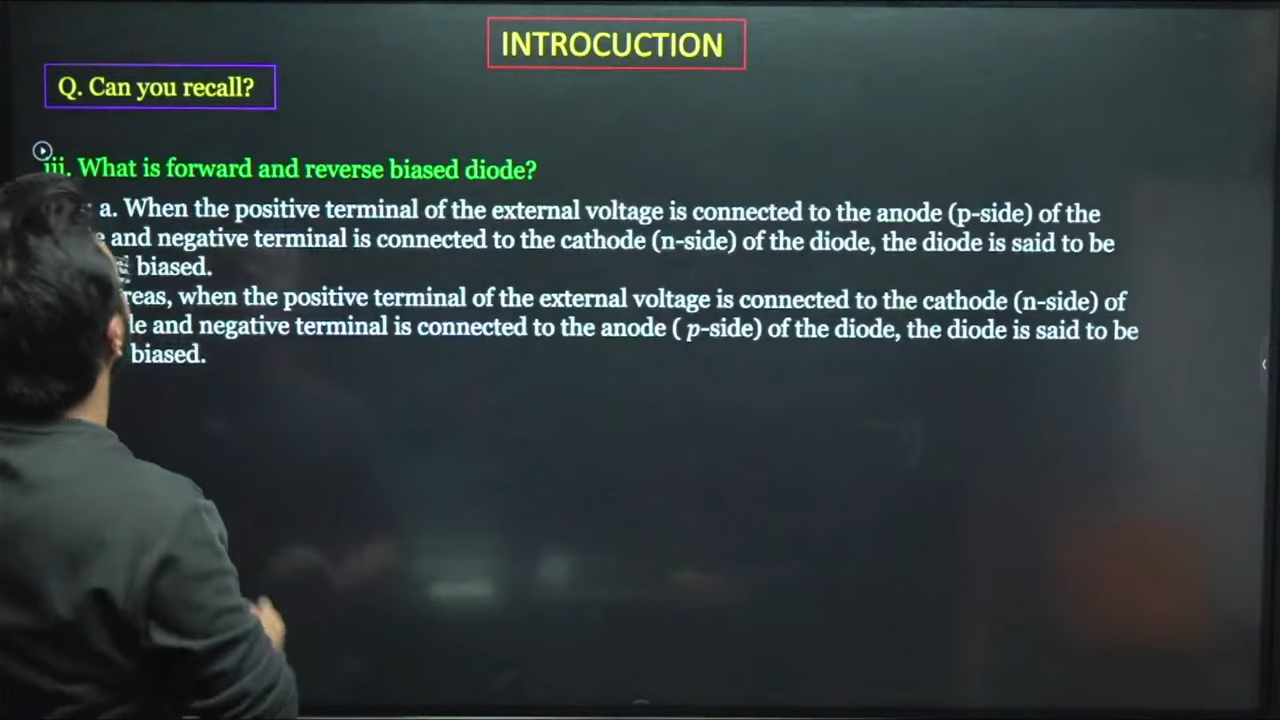 INTROCUCTION
Q. Can you recall?
iii. What is forward and reverse biased diode?
a. When the positive terminal of the external voltage is connected to the anode (p-side) of the
and negative terminal is connected to the cathode (n-side) of the diode, the diode is said to be
biased.
when the positive terminal of the external voltage is connected to the cathode (n-side) of
and negative terminal is connected to the anode ( p-side) of the diode, the diode is said to be
biased.